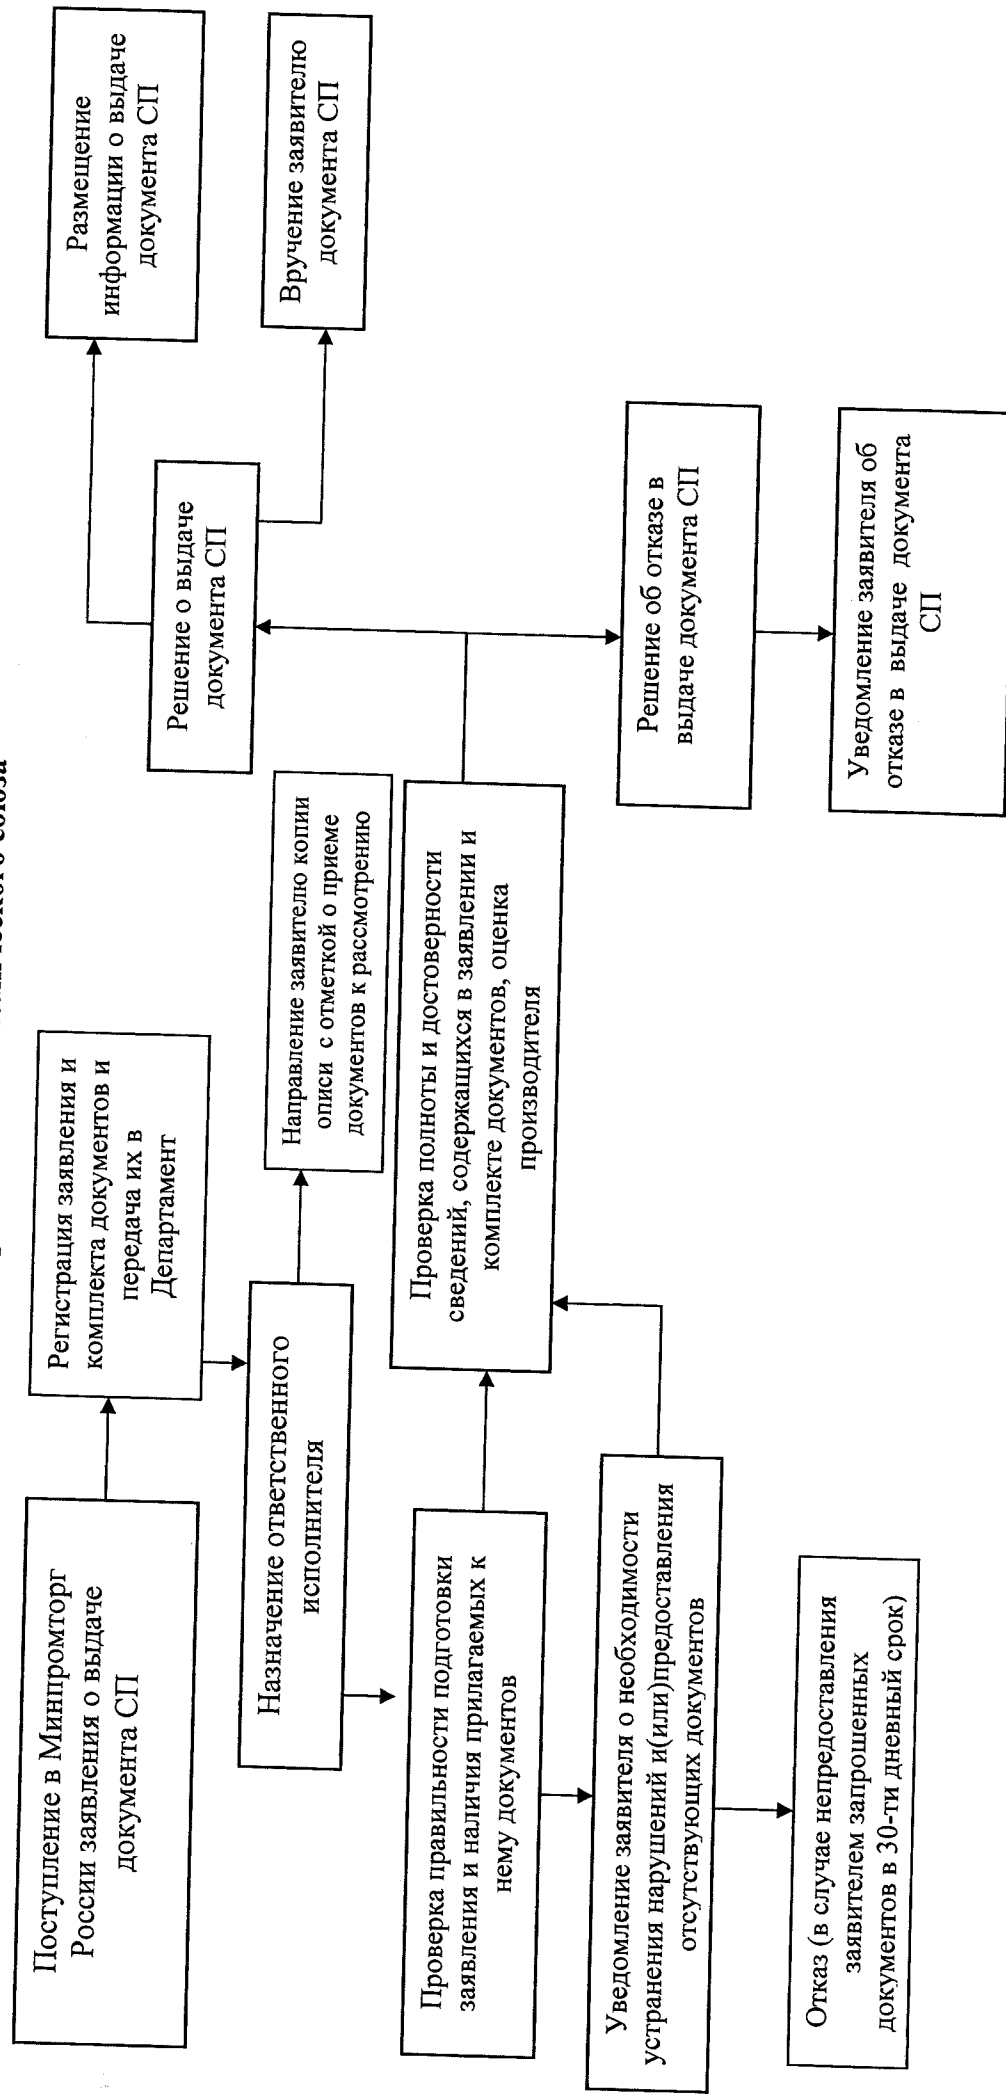 союза
Поступление в Минпромторг
России заявления о выдаче
документа СП
Регистрация заявления и
комплекта документов и
передача их в
Департамент
Назначение ответственного
исполнителя
Направление заявителю копии
описи с отметкой о приеме
документов к рассмотрению
Проверка правильности подготовки
заявления и наличия прилагаемых к
нему документов
Проверка полноты и достоверности
сведений, содержащихся в заявлении и
комплекте документов, оценка
производителя
Уведомление заявителя о необходимости
устранения нарушений и(или)предоставления
отсутствующих документов
Отказ (в случае непредоставления
заявителем запрошенных
документов в 30-ти дневный срок)
Решение о выдаче
документа СП
Размещение
информации о выдаче
документа СП
Вручение заявителю
документа СП
Решение об отказе в
выдаче документа СП
Уведомление заявителя об
отказе в выдаче документа
СП